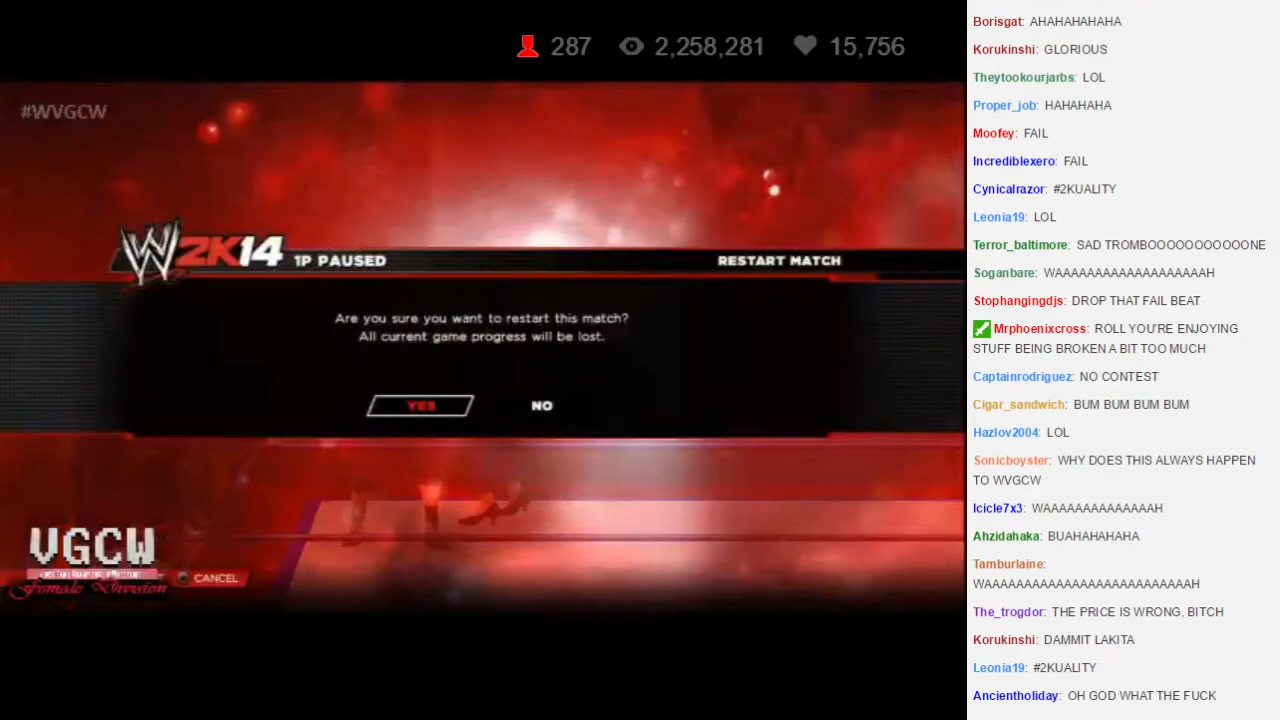 287 2,258,281 15,756
#WVGCW
W 2K14 1P PAUSED RESTART MATCH
Are you sure you want to restart this match?
All current game progress will be lost.
YES NO
VGCW
Female Division
CANCEL
Borisgat: AHAHAHAHAHA
Korukinshi: GLORIOUS
Theytookourjarbs: LOL
Proper_job: HAHAHAHA
Moofey: FAIL
Incrediblexero: FAIL
Cynicalrazor: #2KUALITY
Leonia19: LOL
Terror_baltimore: SAD TROMBOOOOOOOOOOONE
Soganbare: WAAAAAAAAAAAAAAAAAAH
Stophangingdjs: DROP THAT FAIL BEAT
Mrphoenixcross: ROLL YOU'RE ENJOYING
STUFF BEING BROKEN A BIT TOO MUCH
Captainrodriguez: NO CONTEST
Cigar_sandwich: BUM BUM BUM BUM
Hazlov2004: LOL
Sonicboyster: WHY DOES THIS ALWAYS HAPPEN
TO WVGCW
Icicle7x3: WAAAAAAAAAAAAAH
Ahzidahaka: BUAHAHAHAHA
Tamburlaine:
WAAAAAAAAAAAAAAAAAAAAAAAAAH
The_trogdor: THE PRICE IS WRONG, BITCH
Korukinshi: DAMMIT LAKITA
Leonia19: #2KUALITY
Ancientholiday: OH GOD WHAT THE FUCK